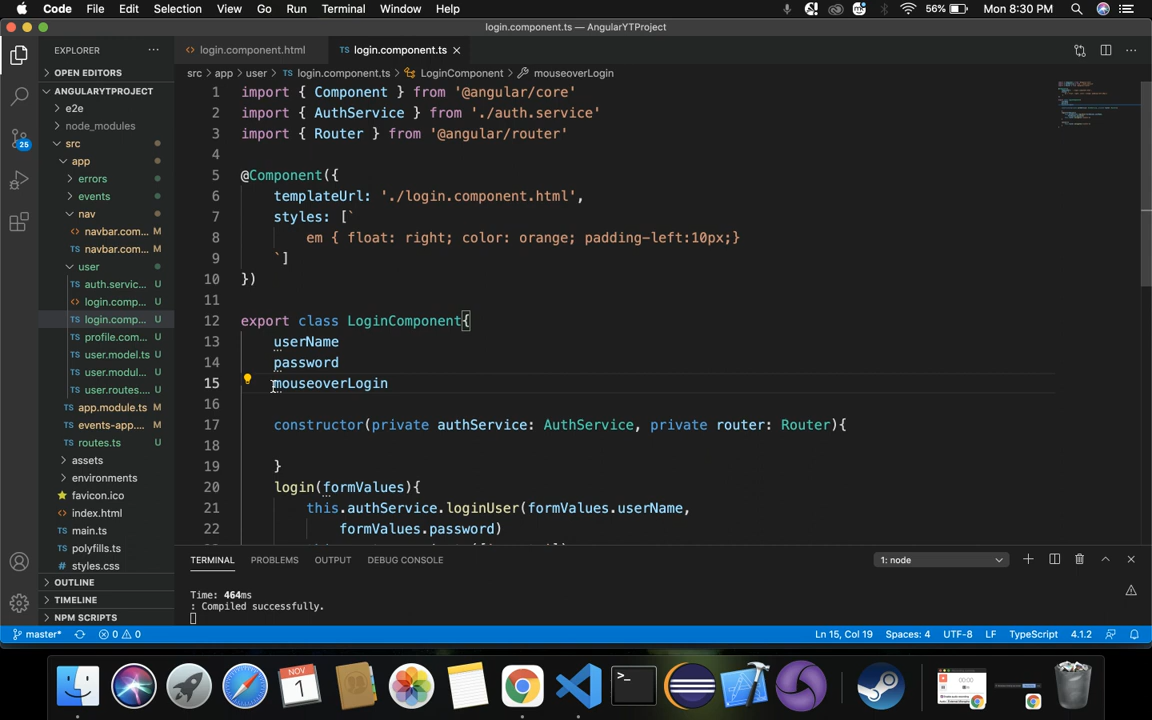 Code File Edit Selection View Go Run Terminal Window Help 56% Mon 8:30 PM
login.component.ts — AngularYTProject
EXPLORER
login.component.html login.component.ts
src > app > user > login.component.ts > LoginComponent > mouseoverLogin
OPEN EDITORS
ANGULARYTPROJECT
e2e
node_modules
src
app
errors
events
nav
navbar.com... M
navbar.com... M
user
auth.servic... U
login.comp... U
login.comp... U
profile.com... U
user.model.ts U
user.modul... U
user.routes.... U
app.module.ts M
events-app.... M
routes.ts U
assets
environments
favicon.ico
index.html
main.ts
polyfills.ts
styles.css
OUTLINE
TIMELINE
NPM SCRIPTS
25
1 import { Component } from '@angular/core'
2 import { AuthService } from './auth.service'
3 import { Router } from '@angular/router'
4
5 @Component({
6 templateUrl: './login.component.html',
7 styles: [`
8 em { float: right; color: orange; padding-left:10px;}
9 `]
10 })
11
12 export class LoginComponent{
13 userName
14 password
15 mouseoverLogin
16
17 constructor(private authService: AuthService, private router: Router){
18
19 }
20 login(formValues){
21 this.authService.loginUser(formValues.userName,
22 formValues.password)
TERMINAL PROBLEMS OUTPUT DEBUG CONSOLE 1: node
Time: 464ms
: Compiled successfully.
master* 0 0 Ln 15, Col 19 Spaces: 4 UTF-8 LF TypeScript 4.1.2
NOV
1
00:00